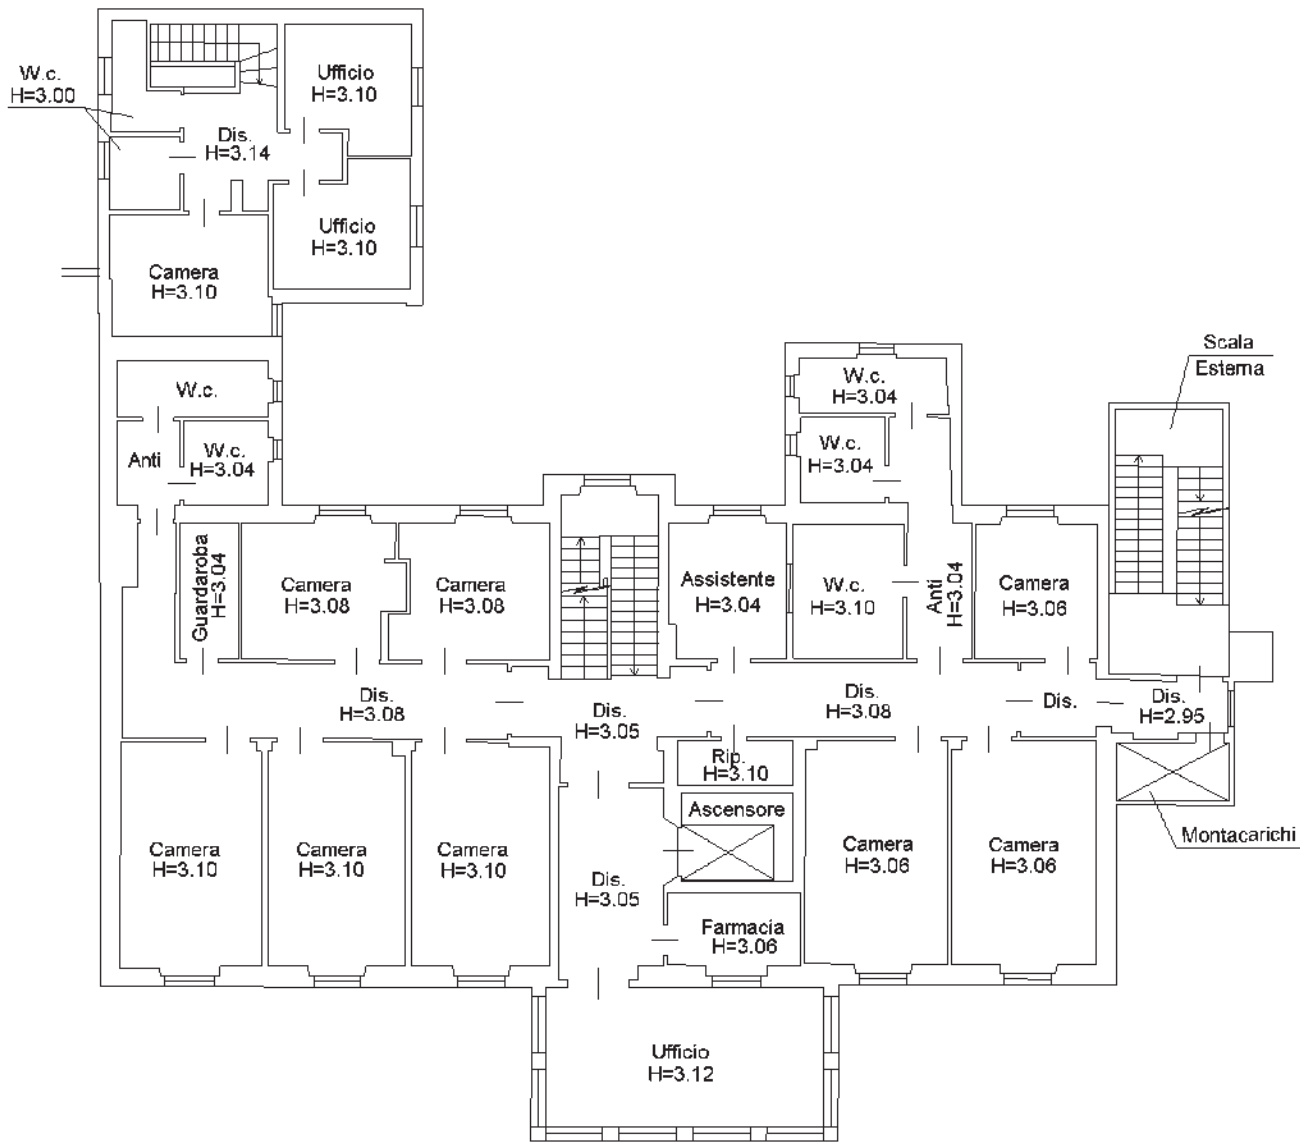 W.c.
H=3.00
Ufficio
H=3.10
Dis.
H=3.14
Ufficio
H=3.10
Camera
H=3.10
Scala
Esterna
W.c.
W.c.
H=3.04
Anti
W.c.
H=3.04
W.c.
H=3.04
Guardaroba
H=3.04
Camera
H=3.08
Camera
H=3.08
Assistente
H=3.04
W.c.
H=3.10
Anti
H=3.04
Camera
H=3.06
Dis.
H=3.08
Dis.
H=3.05
Dis.
H=3.08
Dis.
Dis.
H=2.95
Rip.
H=3.10
Ascensore
Montacarichi
Camera
H=3.10
Camera
H=3.10
Camera
H=3.10
Dis.
H=3.05
Camera
H=3.06
Camera
H=3.06
Farmacia
H=3.06
Ufficio
H=3.12